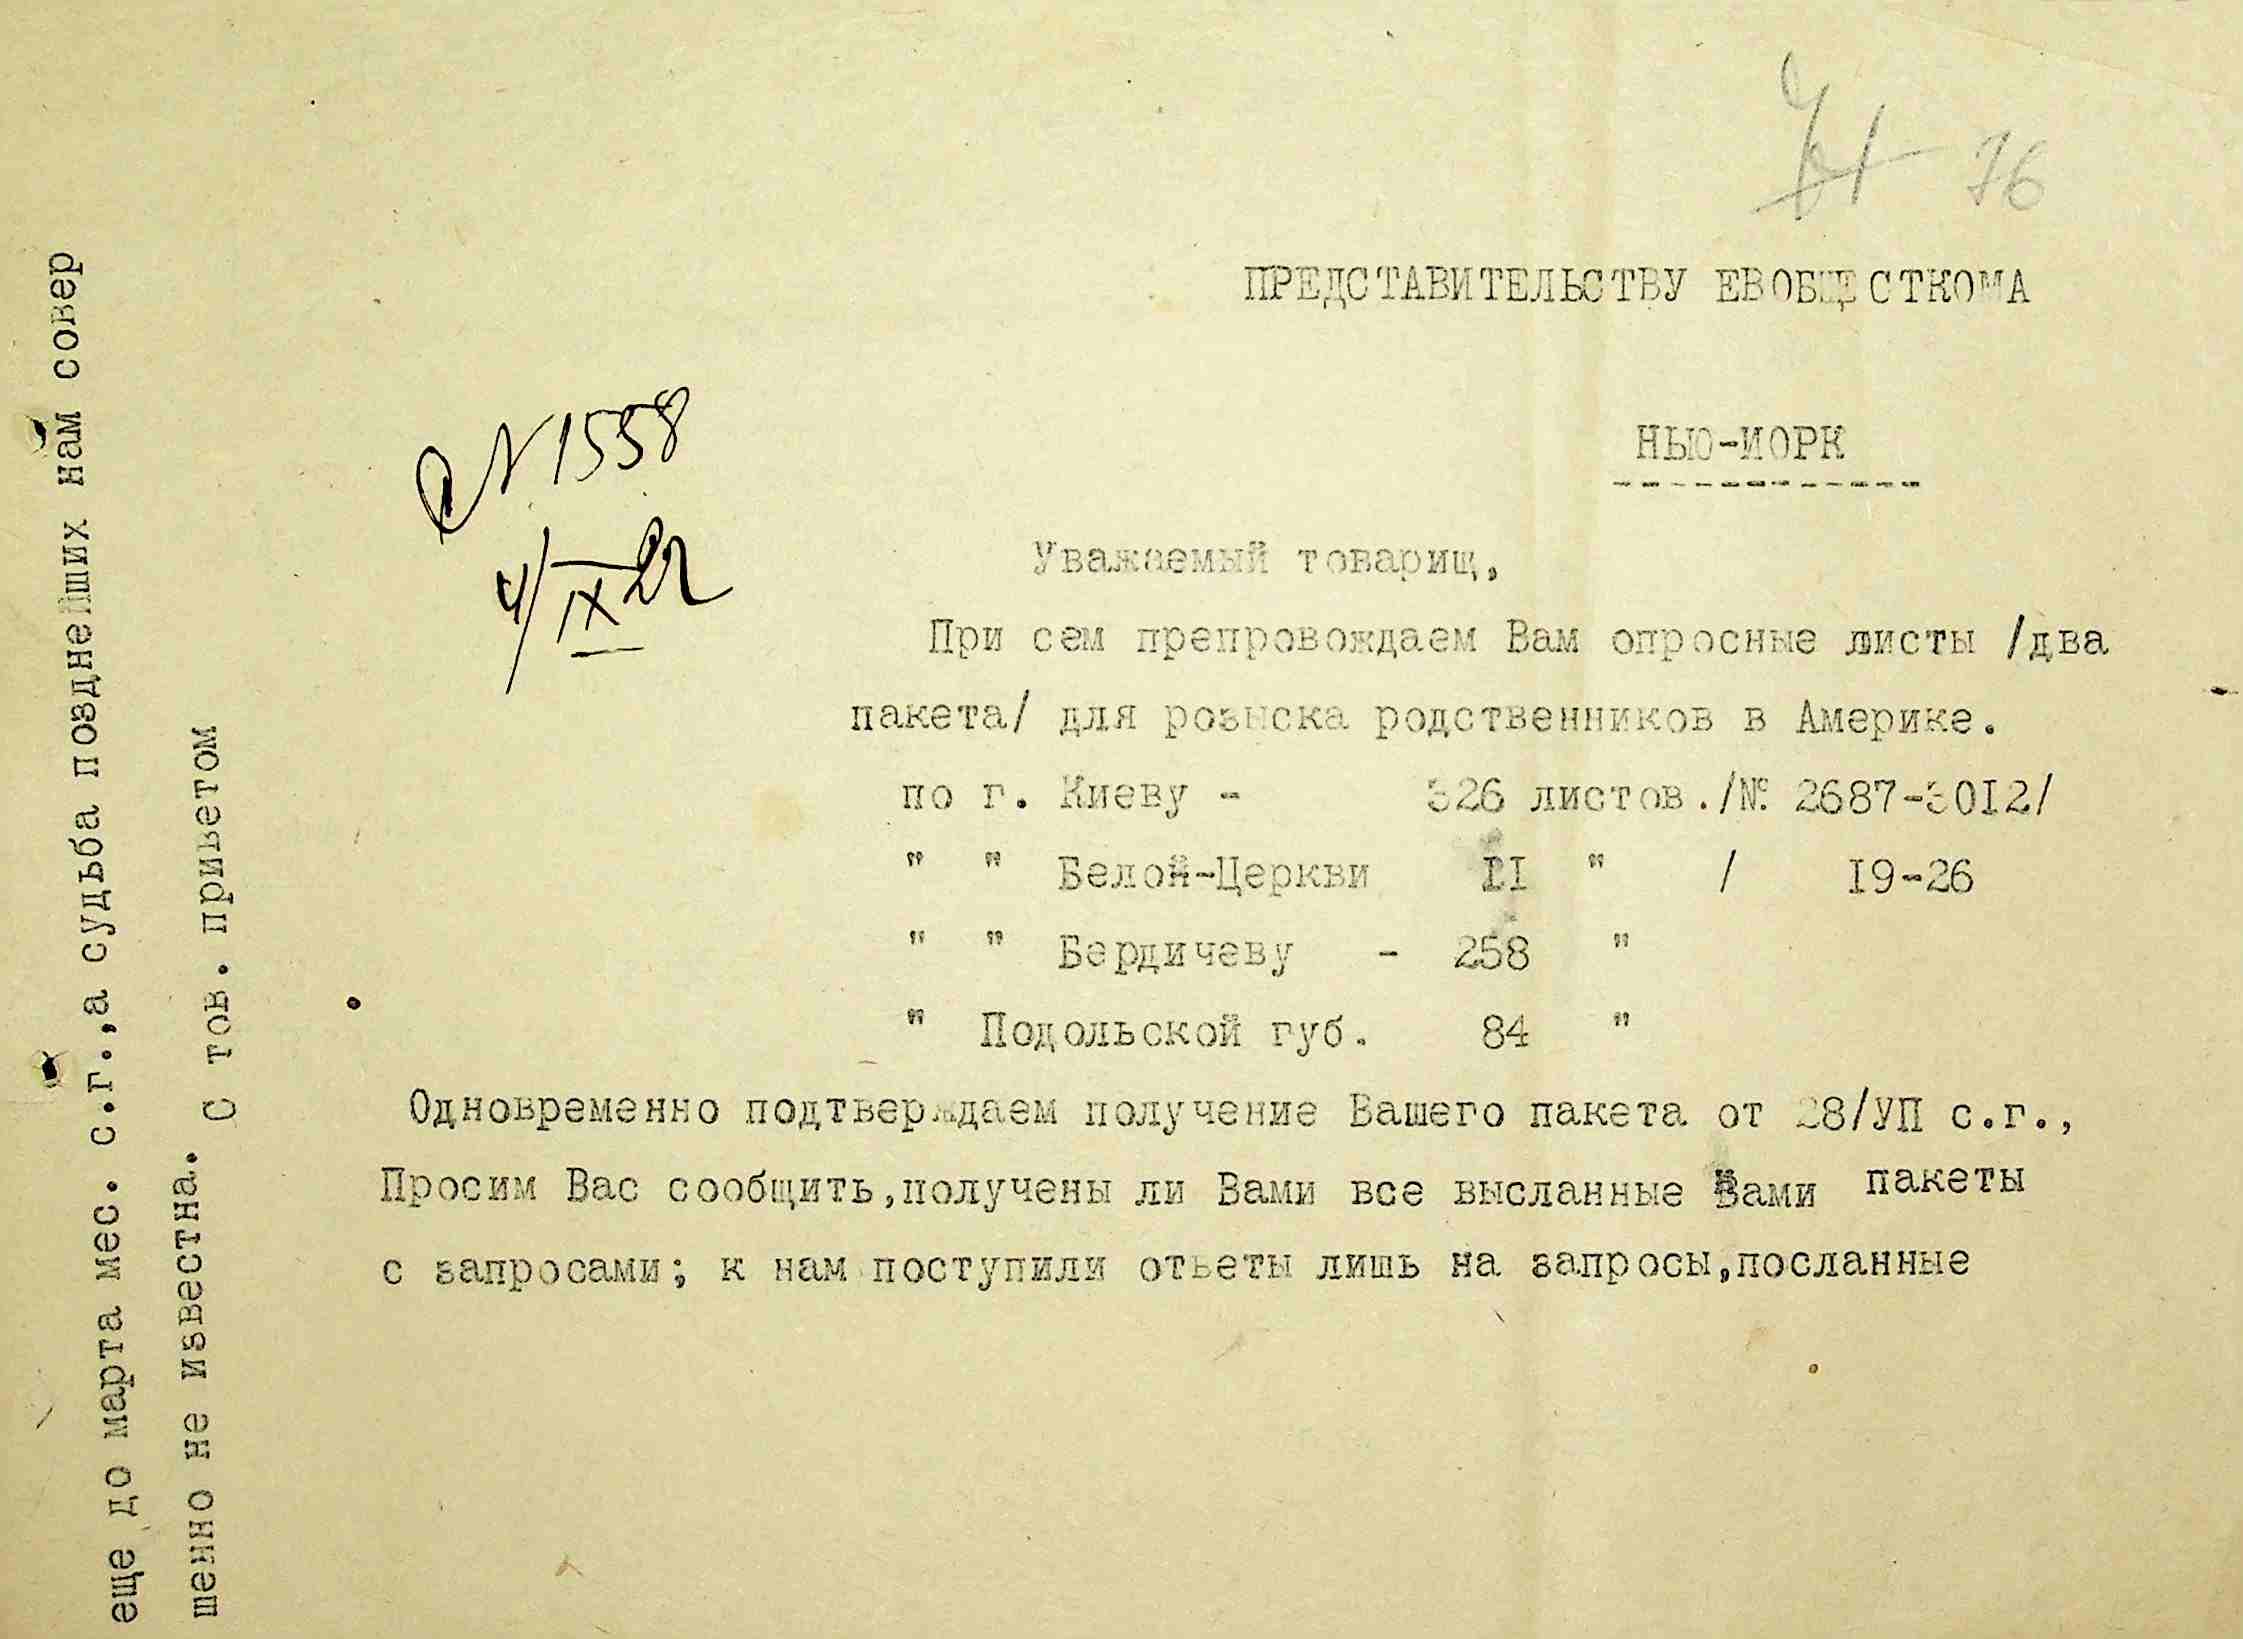 76
ПРЕДСТАВИТЕЛЬСТВУ ЕВОБЩЕСТКОМА
НЬЮ-ИОРК
N 1558
4/IX 22
Уважаемый товарищ,
При сем препровождаем Вам опросные листы /два
пакета/ для розыска родственников в Америке.
по г. Киеву - 326 листов./№ 2687-3012/
" " Белой-Церкви II " / I9-26
" " Бердичеву - 258 "
" Подольской губ. 84 "
Одновременно подтверждаем получение Вашего пакета от 28/УП с.г.,
Просим Вас сообщить,получены ли Вами все высланные Вами пакеты
с запросами; к нам поступили ответы лишь на запросы,посланные
еще до марта мес. с.г.,а судьба позднейших нам совер
шенно не известна. С тов. приветом